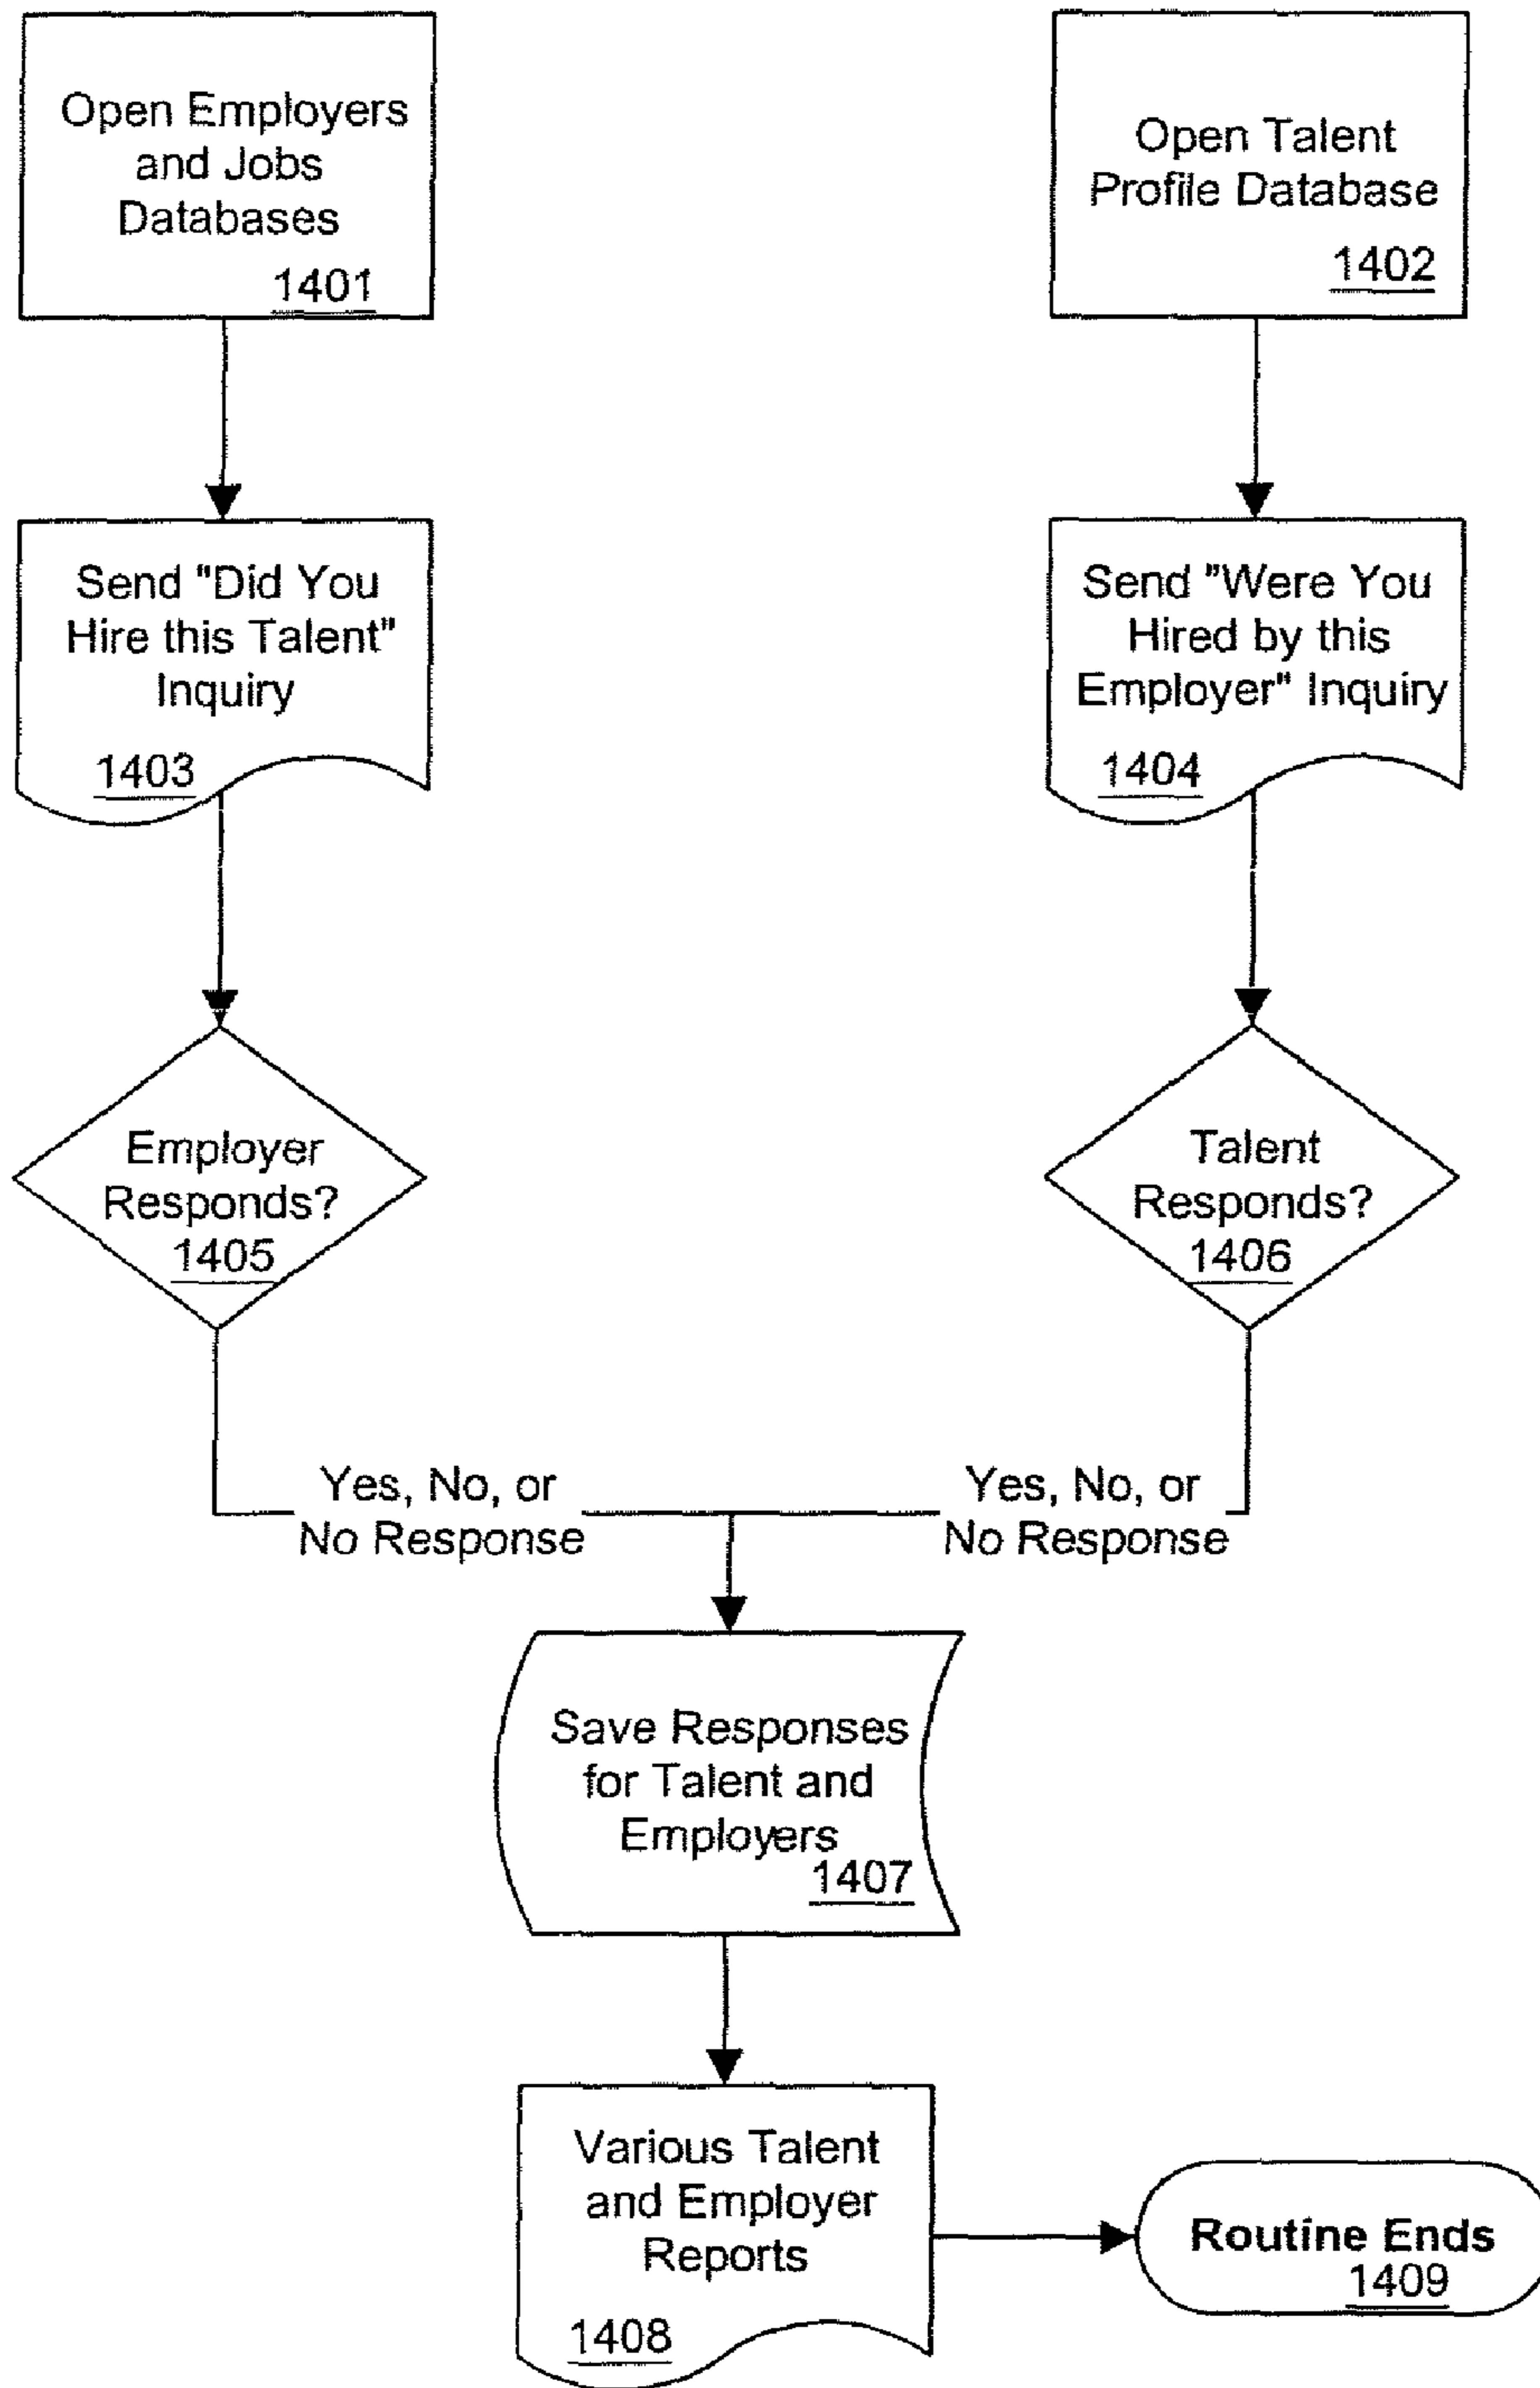 Open Employers
and Jobs
Databases
1401
Open Talent
Profile Database
1402
Send "Did You
Hire this Talent"
Inquiry
1403
Send "Were You
Hired by this
Employer" Inquiry
1404
Employer
Responds?
1405
Talent
Responds?
1406
Yes, No, or
No Response
Yes, No, or
No Response
Save Responses
for Talent and
Employers
1407
Various Talent
and Employer
Reports
1408
Routine Ends
1409